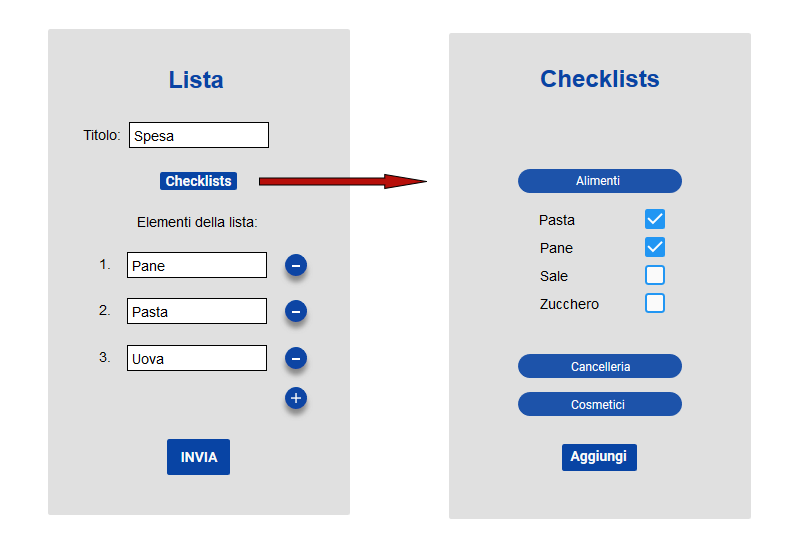 Lista
Titolo: Spesa
Checklists
Elementi della lista:
1. Pane
2. Pasta
3. Uova
INVIA
Checklists
Alimenti
Pasta
Pane
Sale
Zucchero
Cancelleria
Cosmetici
Aggiungi